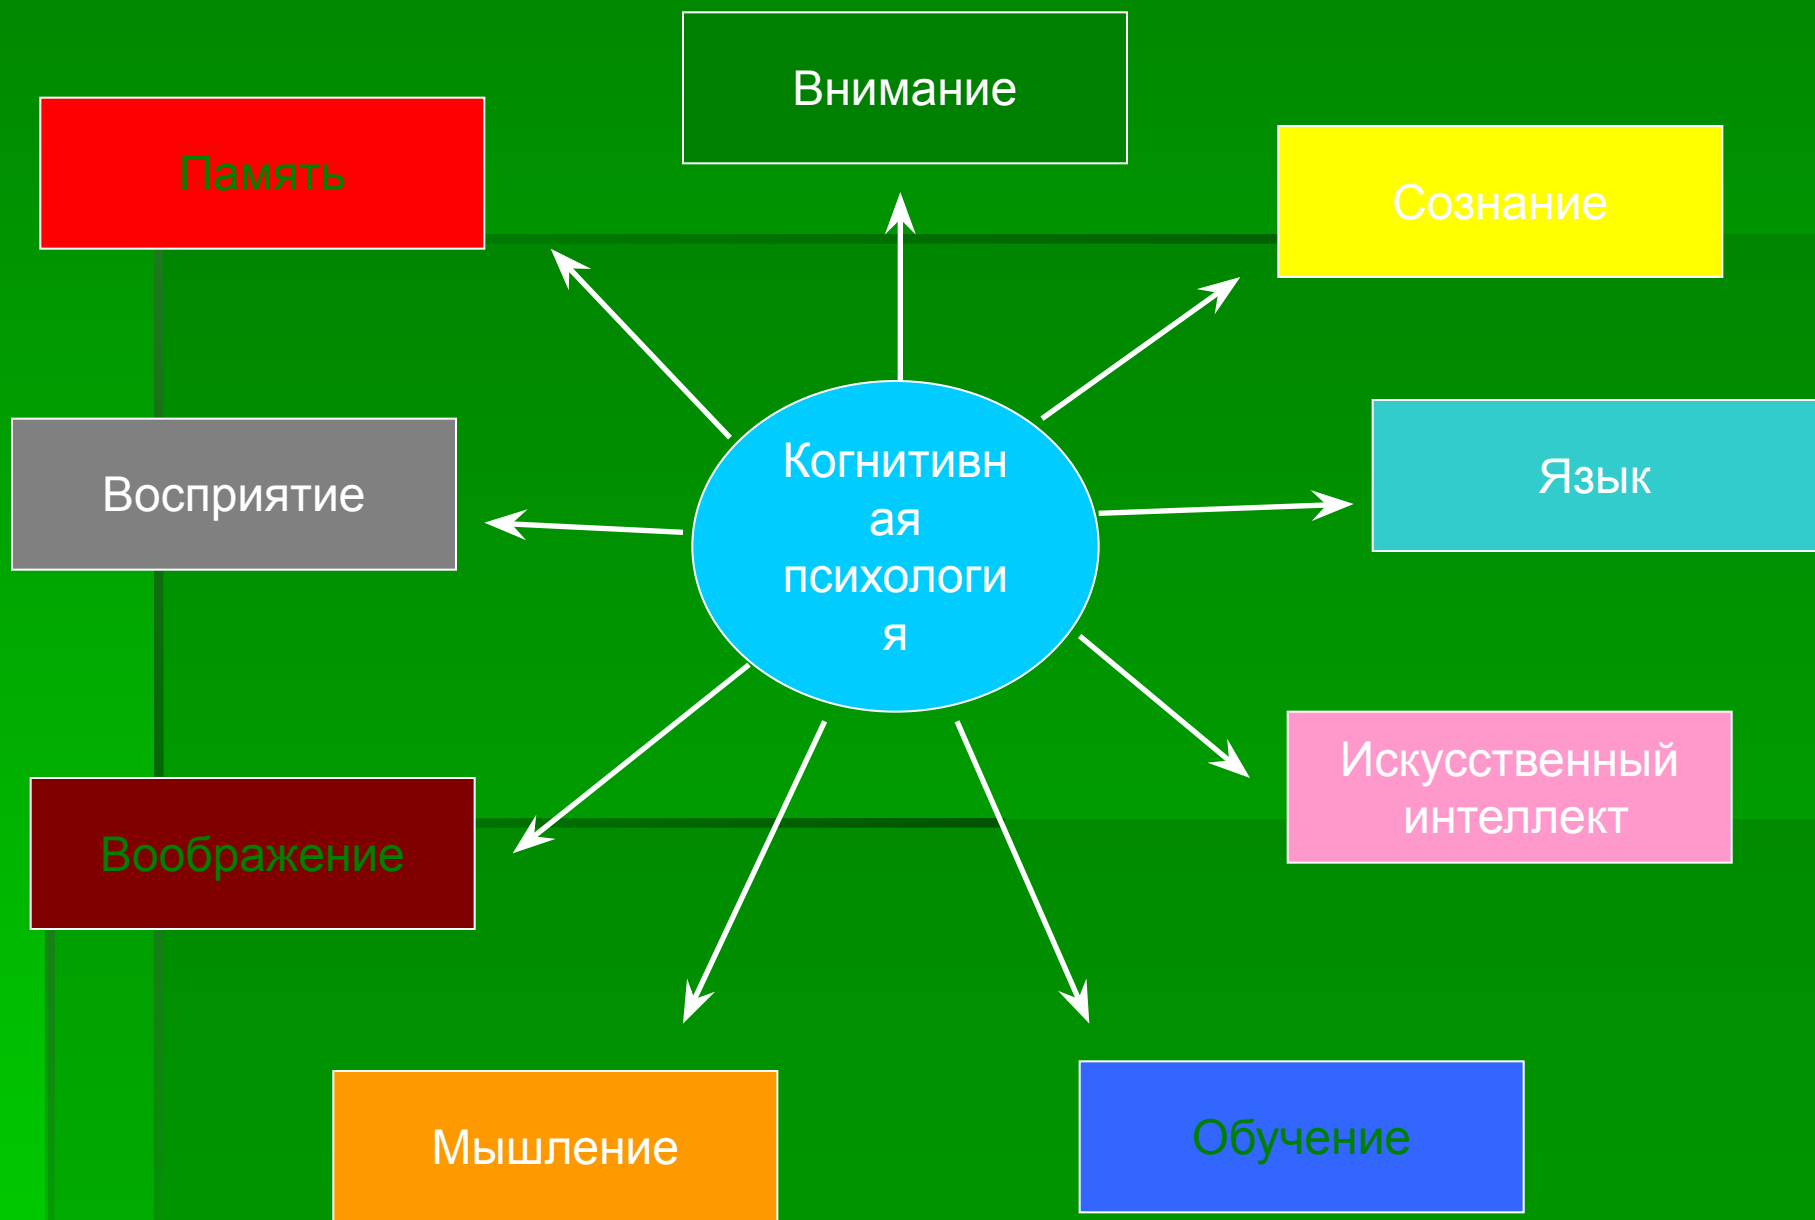 Внимание
Память
Сознание
Когнитивн
ая
психологи
я
Язык
Восприятие
Искусственный
интеллект
Воображение
Мышление
Обучение